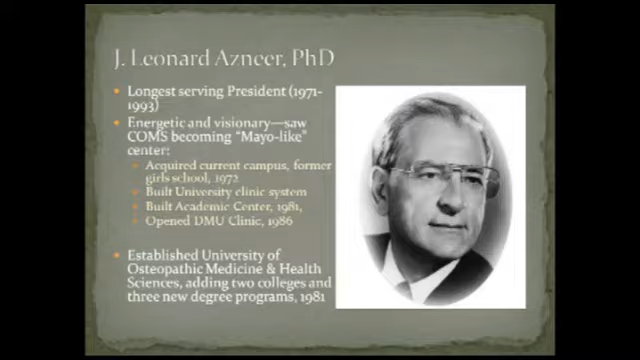 J. Leonard Azneer, PhD
Longest serving President (1971-
1993)
Energetic and visionary—saw
COMS becoming "Mayo-like"
center:
Acquired current campus, former
girls school, 1972
Built University clinic system
Built Academic Center, 1981,
Opened DMU Clinic, 1986
Established University of
Osteopathic Medicine & Health
Sciences, adding two colleges and
three new degree programs, 1981